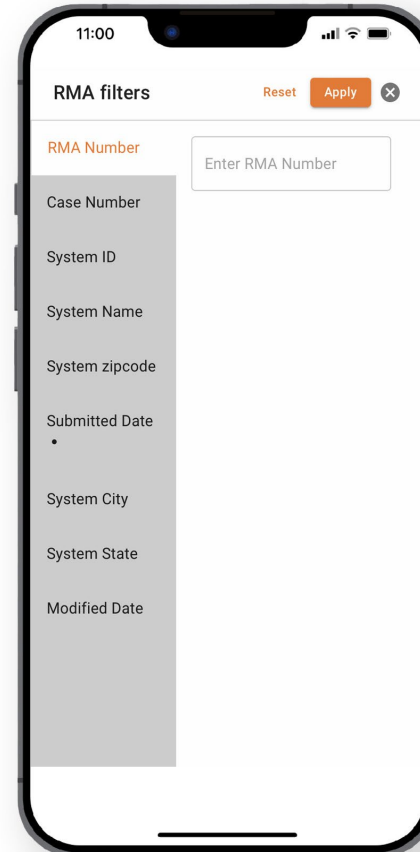 11:00
RMA filters
Reset
Apply
RMA Number
Enter RMA Number
Case Number
System ID
System Name
System zipcode
Submitted Date
•
System City
System State
Modified Date